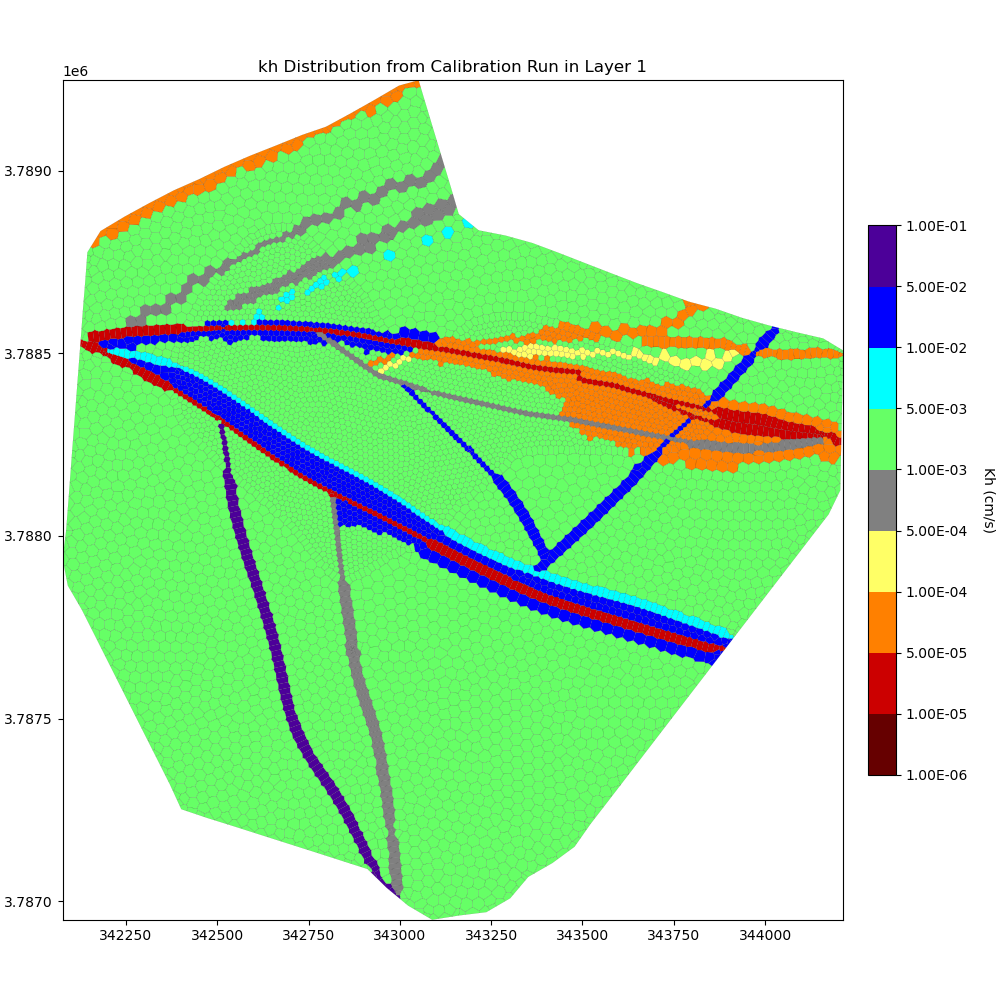 kh Distribution from Calibration Run in Layer 1
1e6
3.7890
3.7885
3.7880
3.7875
3.7870
342250 342500 342750 343000 343250 343500 343750 344000
1.00E-01
5.00E-02
1.00E-02
5.00E-03
1.00E-03
5.00E-04
1.00E-04
5.00E-05
1.00E-05
1.00E-06
Kh (cm/s)